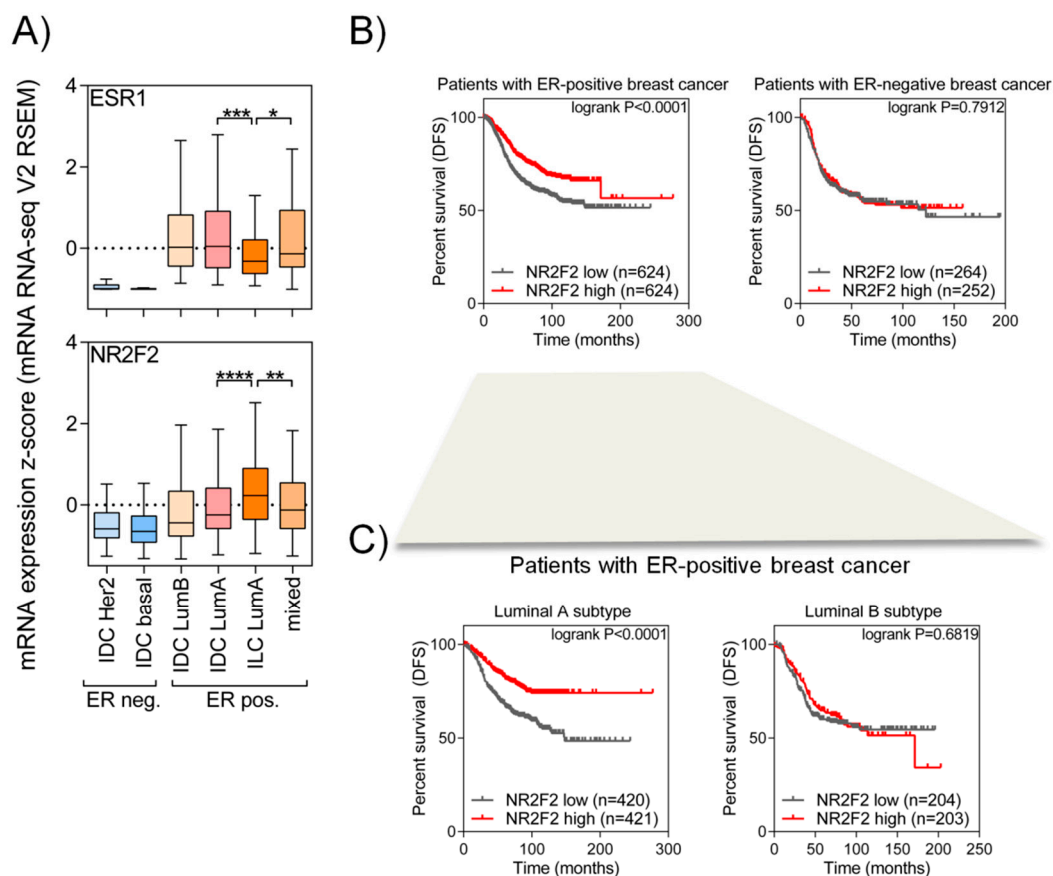 A)
mRNA expression z-score (mRNA RNA-seq V2 RSEM)
ESR1
*** *
4
2
0
NR2F2
**** **
4
2
0
IDC Her2
IDC basal
IDC LumB
IDC LumA
ILC LumA
mixed
ER neg. ER pos.
B)
Patients with ER-positive breast cancer
logrank P<0.0001
Percent survival (DFS)
100
50
0
NR2F2 low (n=624)
NR2F2 high (n=624)
0 100 200 300
Time (months)
Patients with ER-negative breast cancer
logrank P=0.7912
Percent survival (DFS)
100
50
0
NR2F2 low (n=264)
NR2F2 high (n=252)
0 50 100 150 200
Time (months)
C)
Patients with ER-positive breast cancer
Luminal A subtype
logrank P<0.0001
Percent survival (DFS)
100
50
0
NR2F2 low (n=420)
NR2F2 high (n=421)
0 100 200 300
Time (months)
Luminal B subtype
logrank P=0.6819
Percent survival (DFS)
100
50
0
NR2F2 low (n=204)
NR2F2 high (n=203)
0 50 100 150 200 250
Time (months)